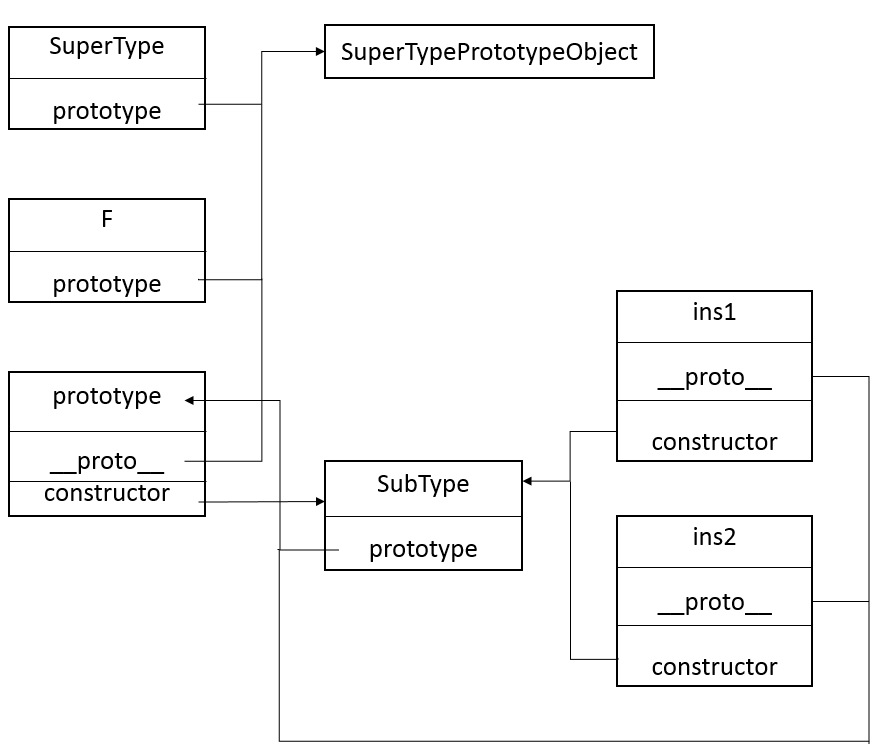 SuperType
prototype
SuperTypePrototypeObject
F
prototype
prototype
__proto__
constructor
SubType
prototype
ins1
__proto__
constructor
ins2
__proto__
constructor